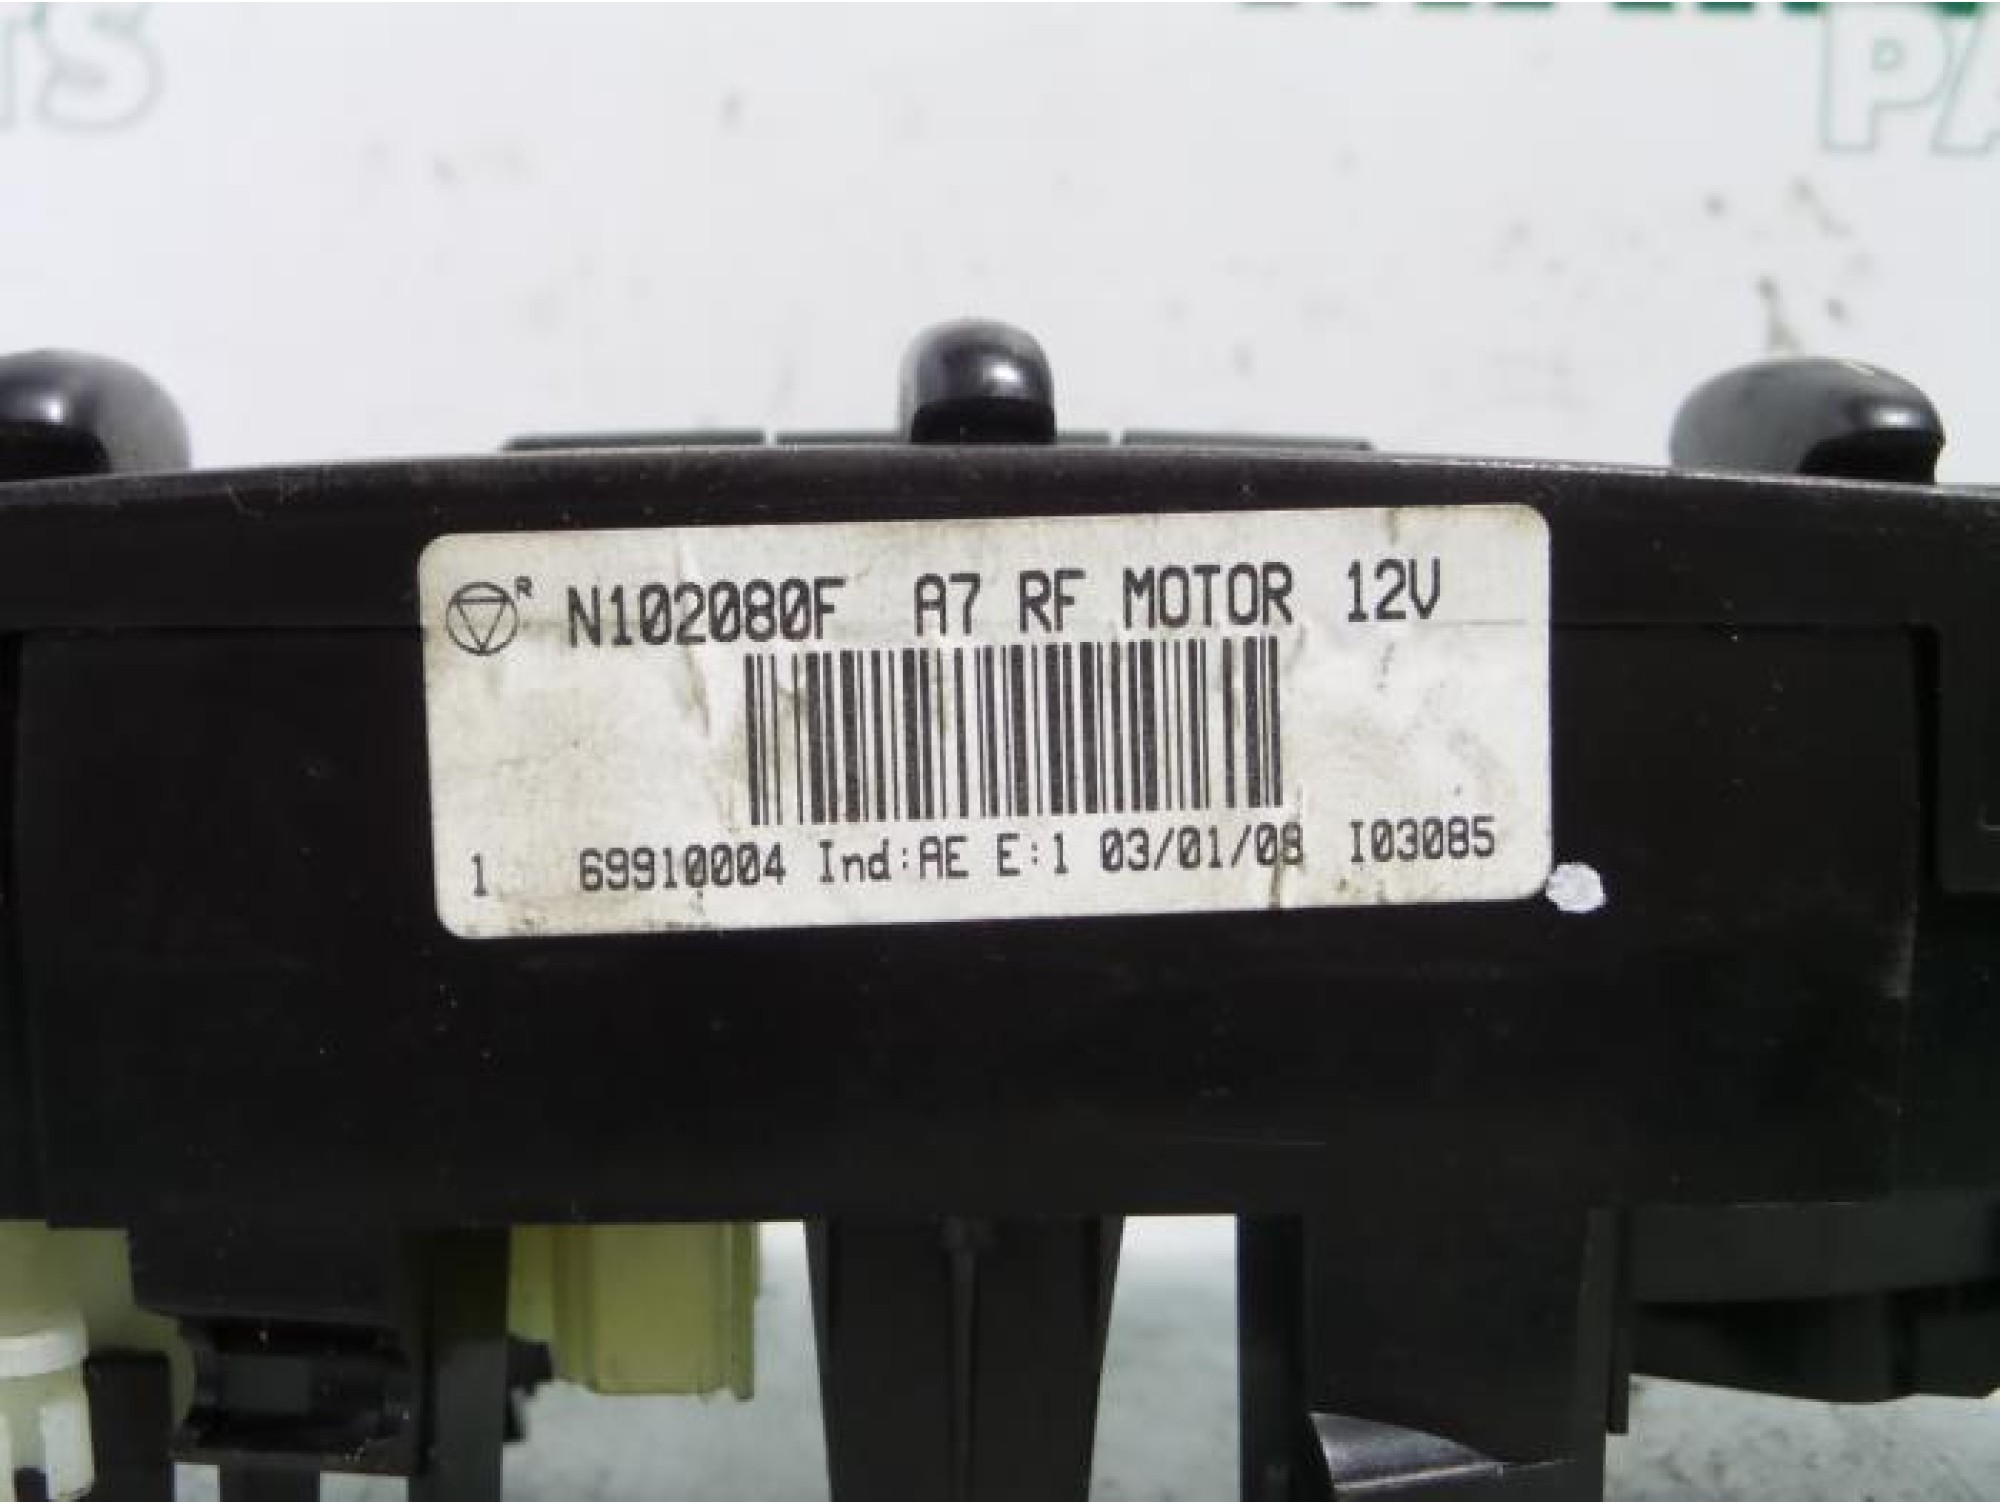 R N102080F A7 RF MOTOR 12V
1 69910004 Ind:AE E:1 03/01/08 I03085